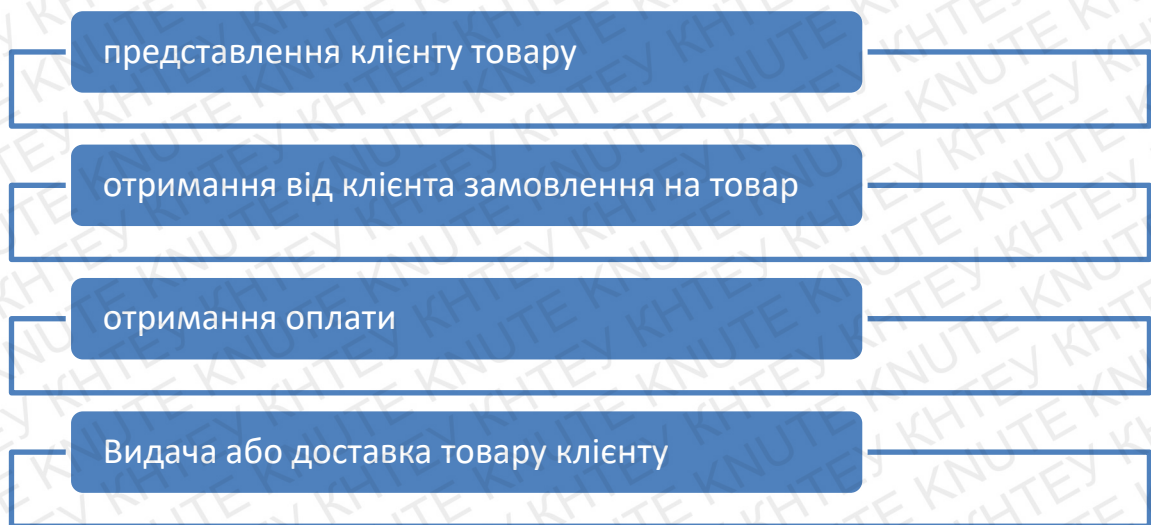 представлення клієнту товару
отримання від клієнта замовлення на товар
отримання оплати
Видача або доставка товару клієнту